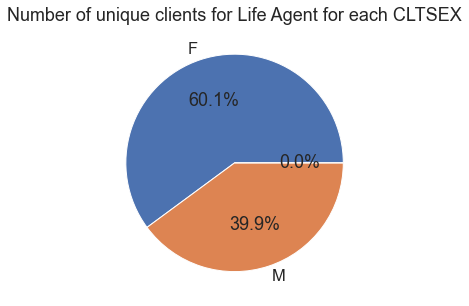 Number of unique clients for Life Agent for each CLTSEX
F
60.1%
0.0%
39.9%
M